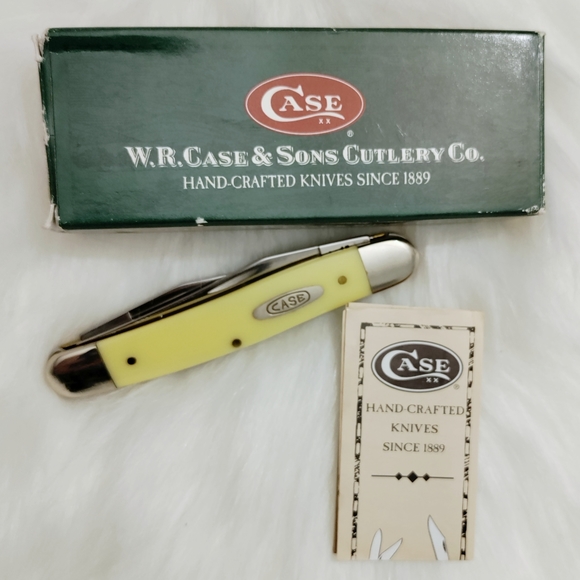 CASE
XX
®
W.R. CASE & SONS CUTLERY CO.
HAND-CRAFTED KNIVES SINCE 1889
CASE
CASE
XX
®
HAND-CRAFTED
KNIVES
SINCE 1889